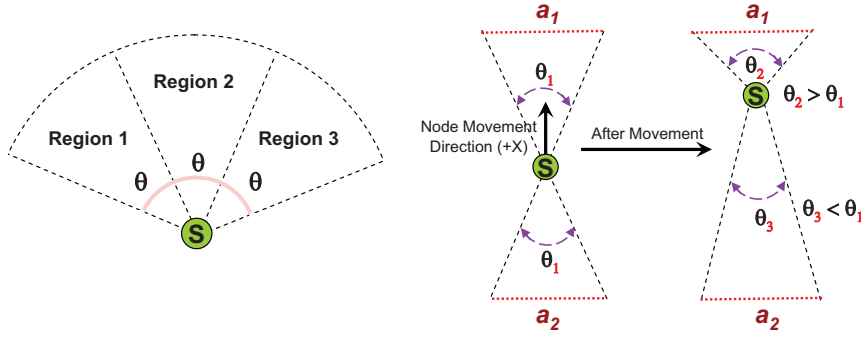 Region 1
Region 2
Region 3
θ
θ
θ
S
a1
θ1
Node Movement
Direction (+X)
S
θ1
a2
After Movement
a1
θ2
S
θ2 > θ1
θ3
θ3 < θ1
a2